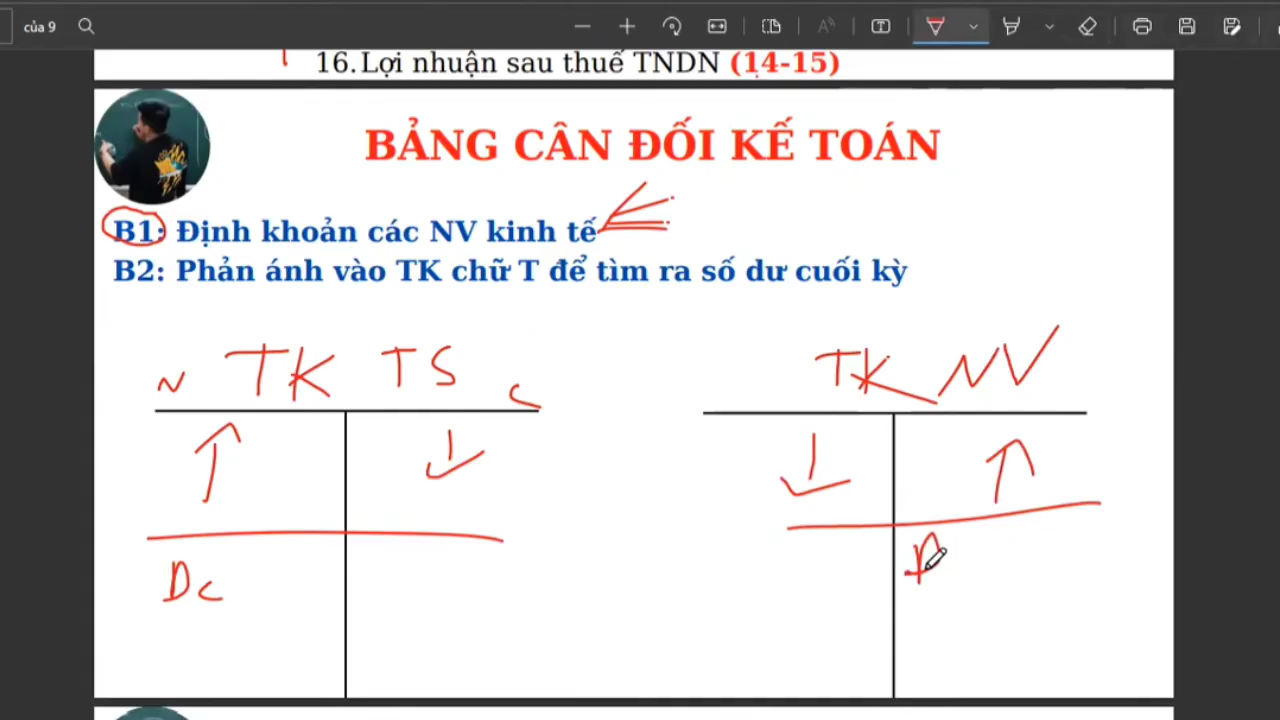 của 9
16. Lợi nhuận sau thuế TNDN (14-15)
BẢNG CÂN ĐỐI KẾ TOÁN
B1: Định khoản các NV kinh tế
B2: Phản ánh vào TK chữ T để tìm ra số dư cuối kỳ
N TK TS C
TK NV
Dc
D